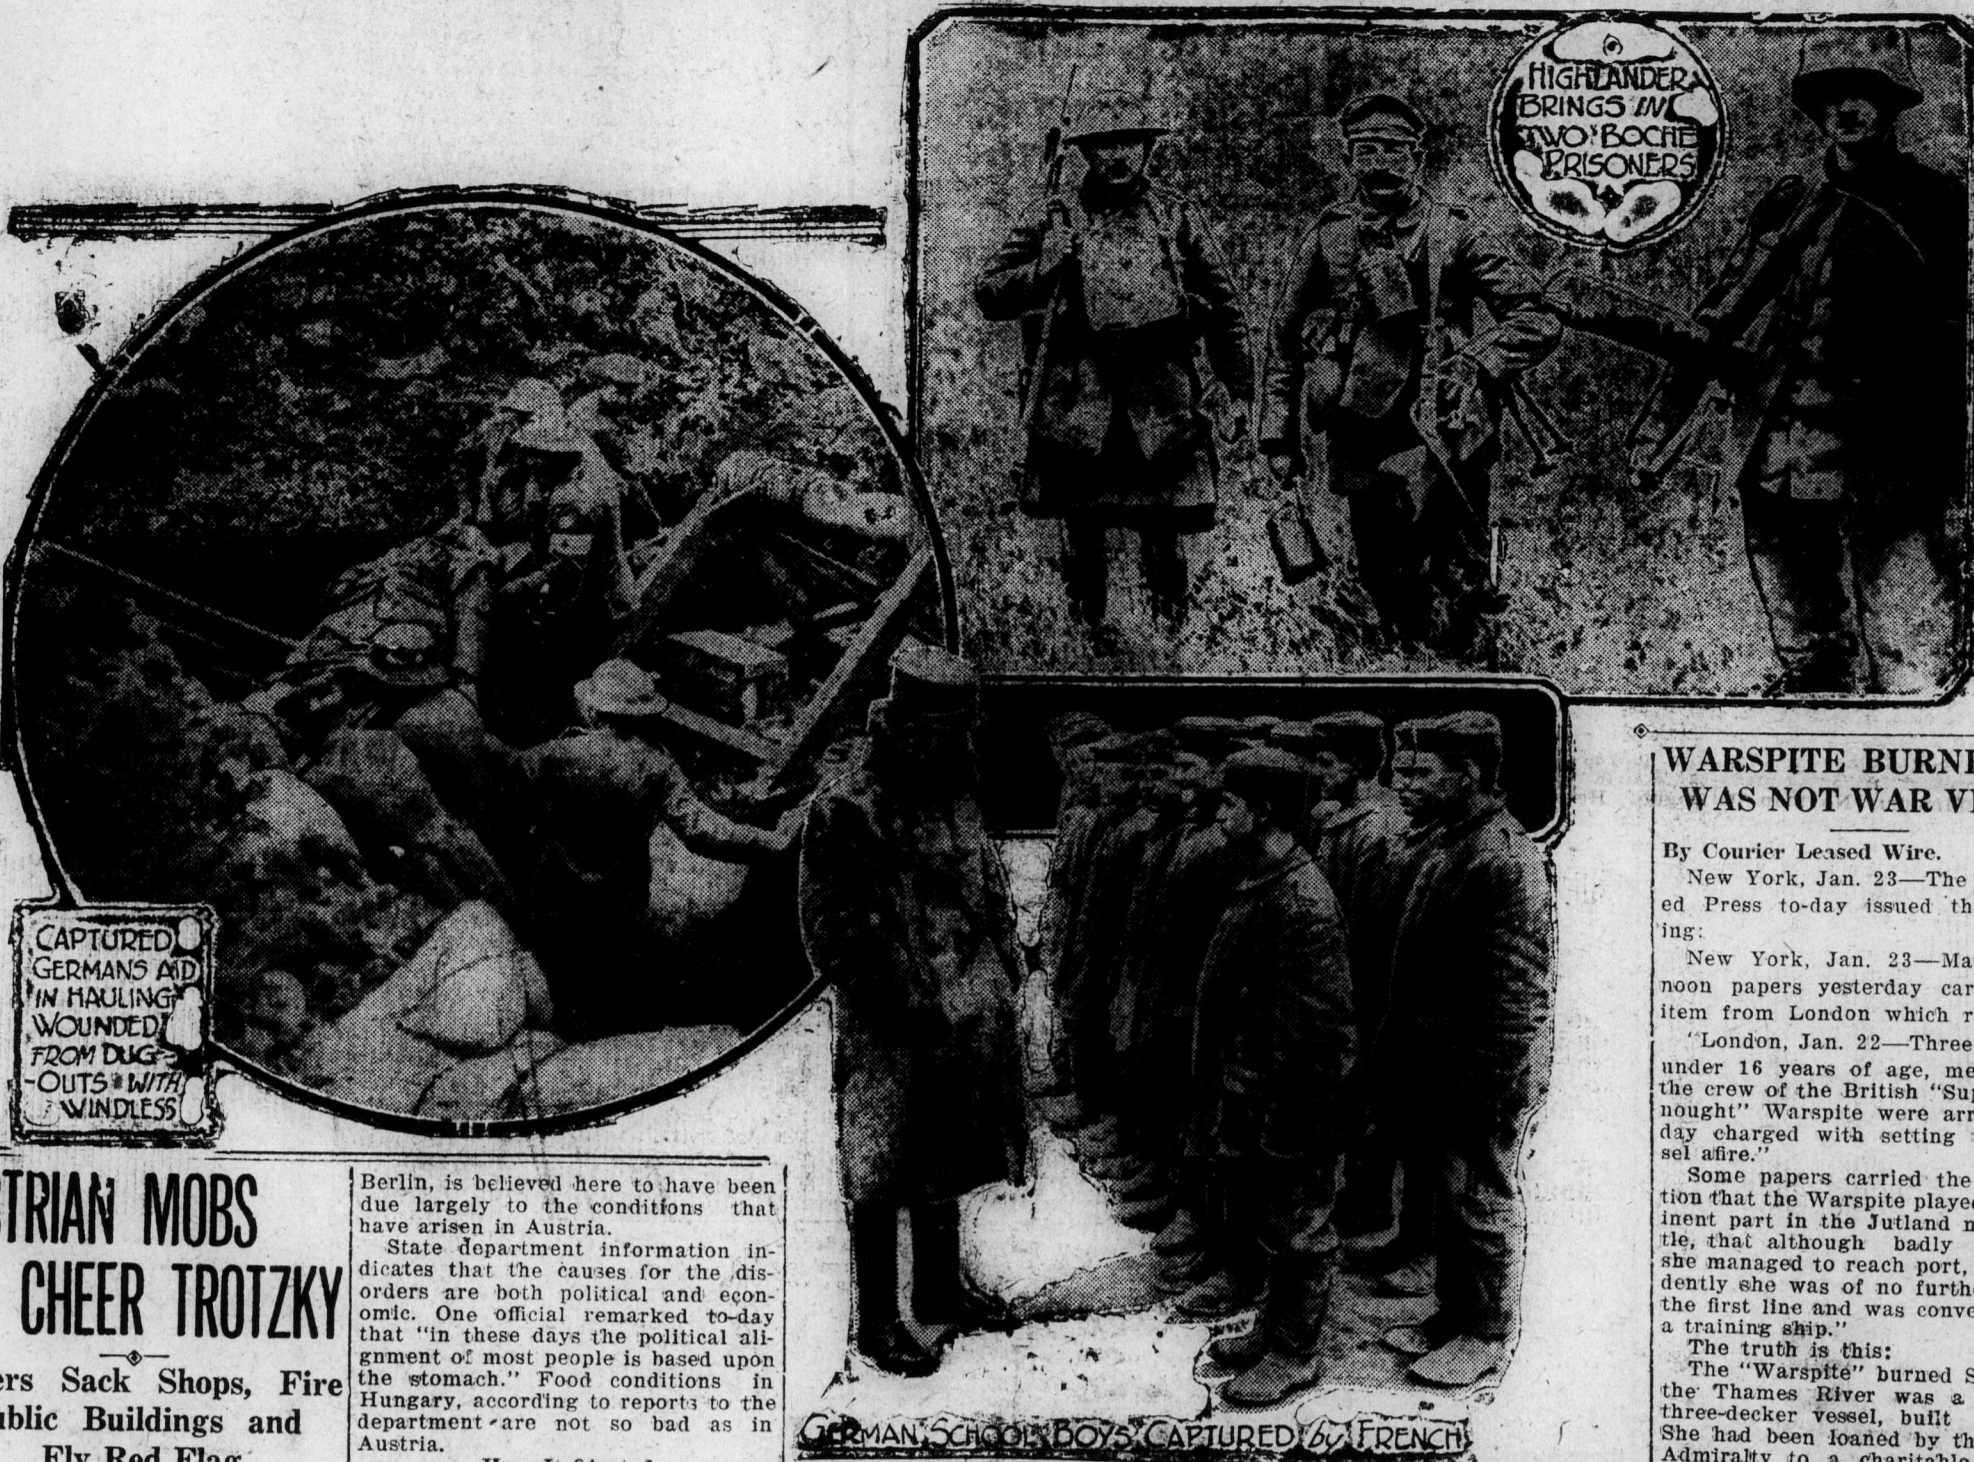 HIGHLANDER
BRINGS IN
TWO "BOCHE
PRISONERS
CAPTURED
GERMANS AID
IN HAULING
WOUNDED
FROM DUG-
-OUTS WITH
WINDLESS
GERMAN SCHOOL BOYS CAPTURED by FRENCH
TRIAN MOBS
CHEER TROTZKY
ers Sack Shops, Fire
ublic Buildings and
Fly Red Flag
Berlin, is believed here to have been
due largely to the conditions that
have arisen in Austria.
State department information in-
dicates that the causes for the dis-
orders are both political and econ-
omic. One official remarked to-day
that "in these days the political ali-
gnment of most people is based upon
the stomach." Food conditions in
Hungary, according to reports to the
department are not so bad as in
Austria.
WARSPITE BURNE
WAS NOT WAR VE
By Courier Leased Wire.
New York, Jan. 23—The
ed Press to-day issued th
ing:
New York, Jan. 23—Ma
noon papers yesterday car
item from London which r
"London, Jan. 22—Three
under 16 years of age, me
the crew of the British "Sup
nought" Warspite were arr
day charged with setting
sel afire."
Some papers carried the
tion that the Warspite played
inent part in the Jutland n
tle, that although badly
she managed to reach port,
dently she was of no furthe
the first line and was conve
a training ship."
The truth is this:
The "Warspite" burned S
the Thames River was a
three-decker vessel, built
She had been loaned by th
Admiralty to a charitable